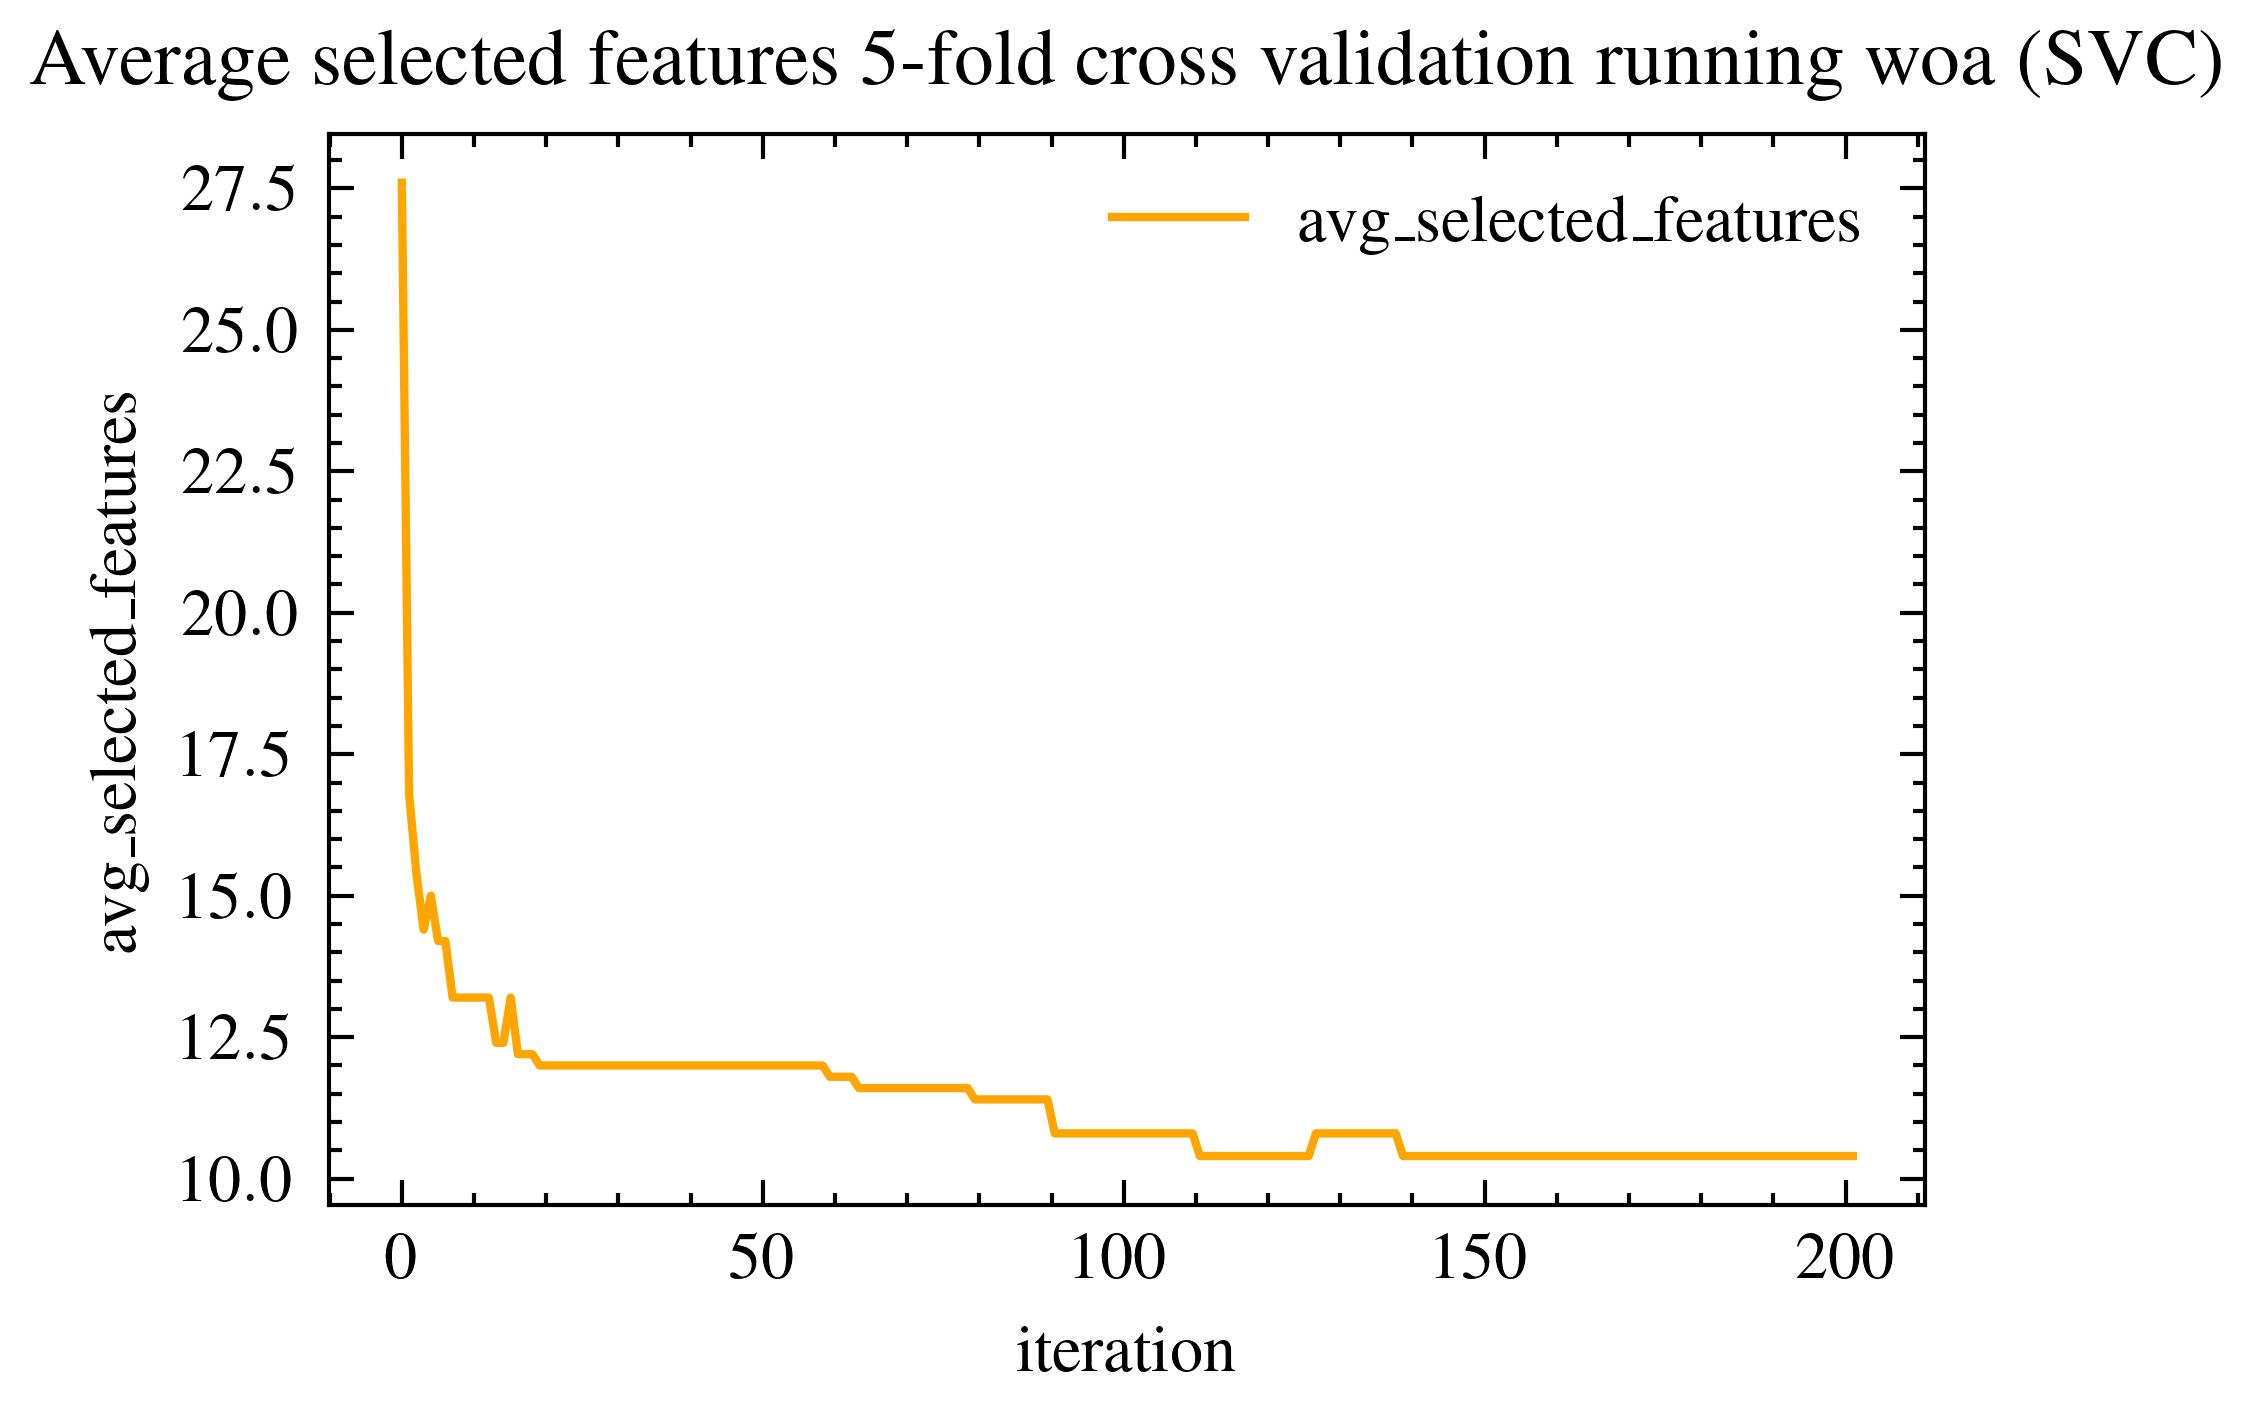 Average selected features 5-fold cross validation running woa (SVC)
avg_selected_features
27.5
25.0
22.5
20.0
17.5
15.0
12.5
10.0
avg_selected_features
0 50 100 150 200
iteration